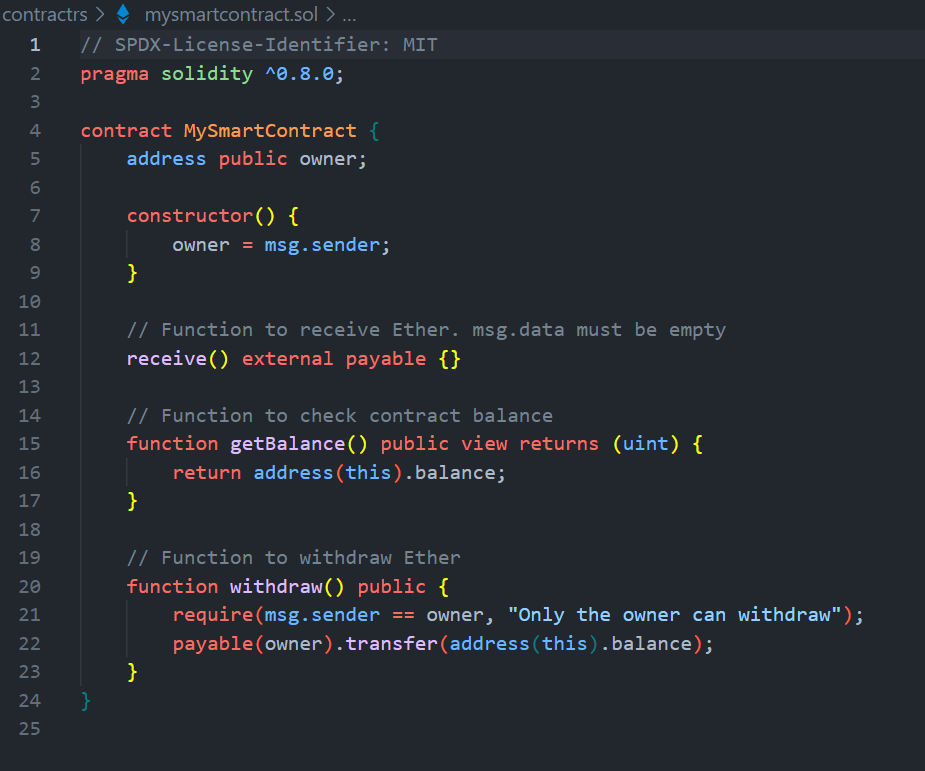 contractrs > mysmartcontract.sol > ...
1 // SPDX-License-Identifier: MIT
2 pragma solidity ^0.8.0;
3
4 contract MySmartContract {
5     address public owner;
6
7     constructor() {
8         owner = msg.sender;
9     }
10
11     // Function to receive Ether. msg.data must be empty
12     receive() external payable {}
13
14     // Function to check contract balance
15     function getBalance() public view returns (uint) {
16         return address(this).balance;
17     }
18
19     // Function to withdraw Ether
20     function withdraw() public {
21         require(msg.sender == owner, "Only the owner can withdraw");
22         payable(owner).transfer(address(this).balance);
23     }
24 }
25